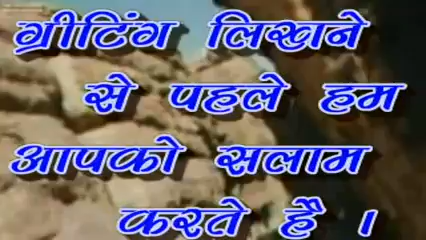 ग्रीटिंग लिखने
से पहले हम
आपको सलाम
करते है ।